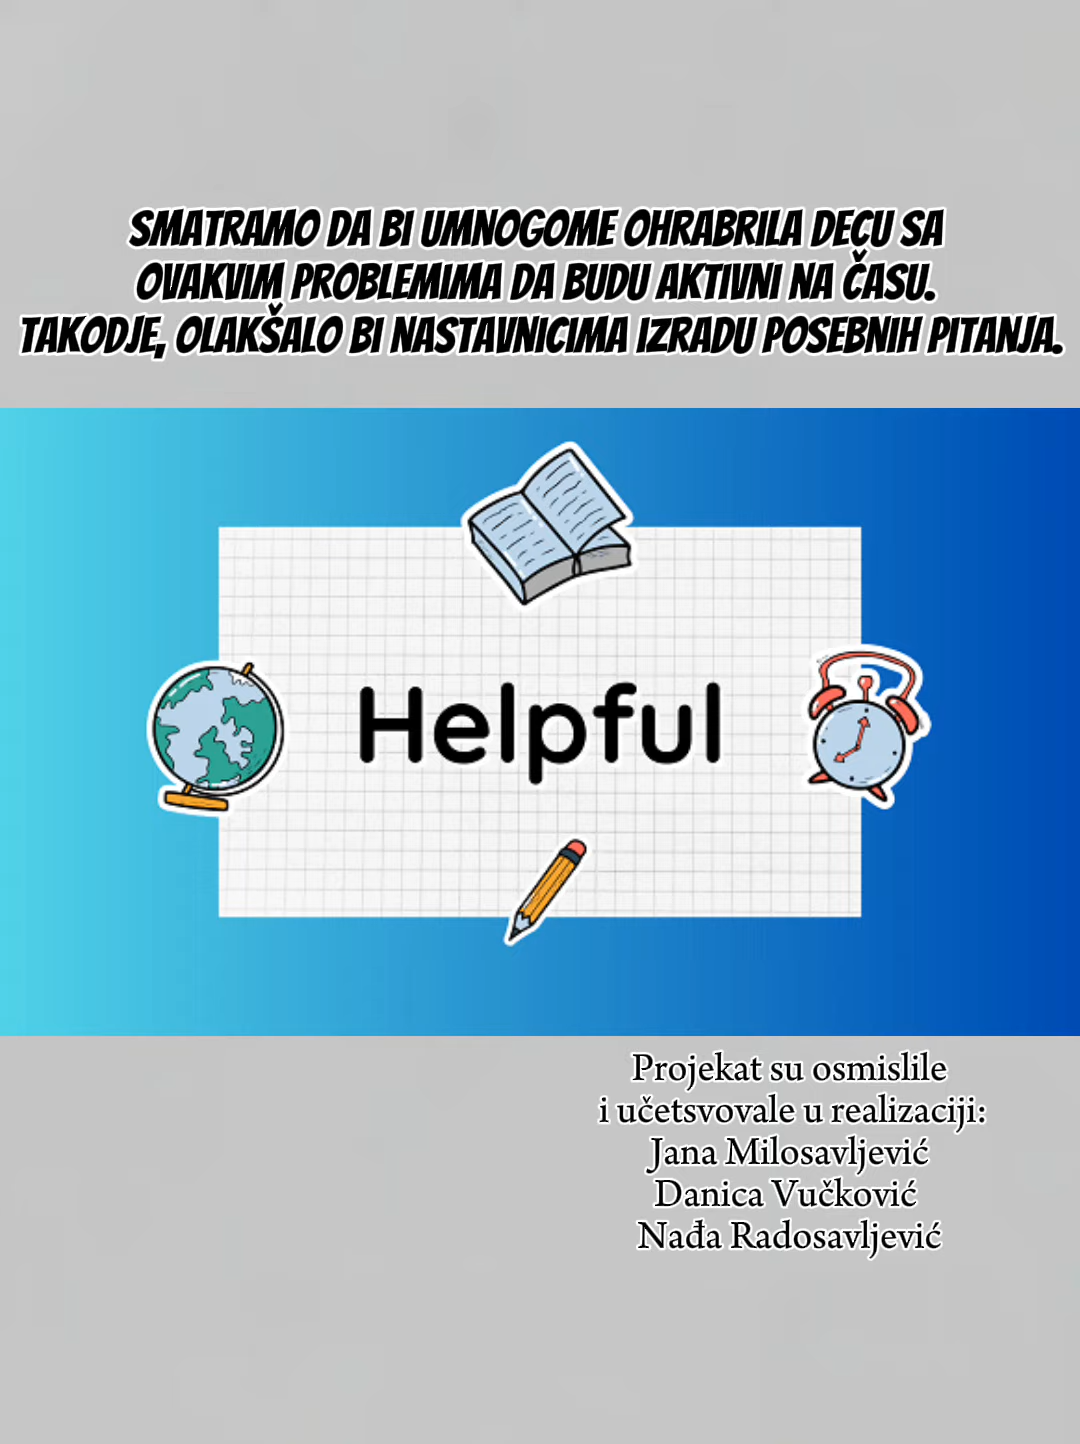 SMATRAMO DA BI UMNOGOME OHRABRILA DECU SA
OVAKVIM PROBLEMIMA DA BUDU AKTIVNI NA ČASU.
TAKODJE, OLAKŠALO BI NASTAVNICIMA IZRADU POSEBNIH PITANJA.
Helpful
Projekat su osmislile
i učetsvovale u realizaciji:
Jana Milosavljević
Danica Vučković
Nađa Radosavljević